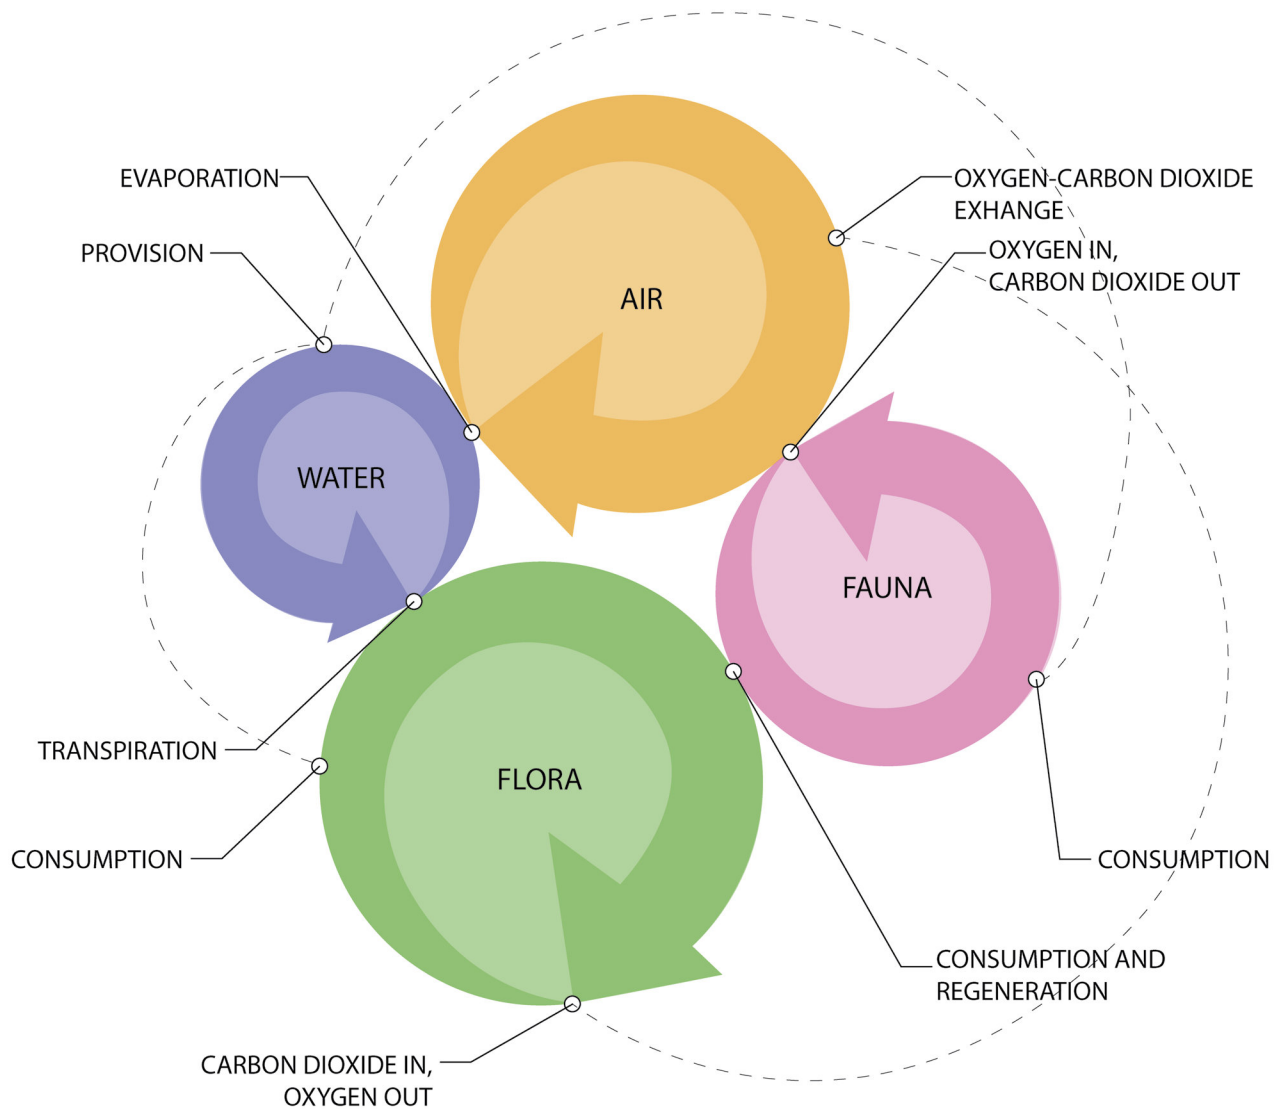 EVAPORATION
PROVISION
OXYGEN-CARBON DIOXIDE
EXHANGE
OXYGEN IN,
CARBON DIOXIDE OUT
AIR
WATER
FAUNA
FLORA
TRANSPIRATION
CONSUMPTION
CONSUMPTION
CONSUMPTION AND
REGENERATION
CARBON DIOXIDE IN,
OXYGEN OUT